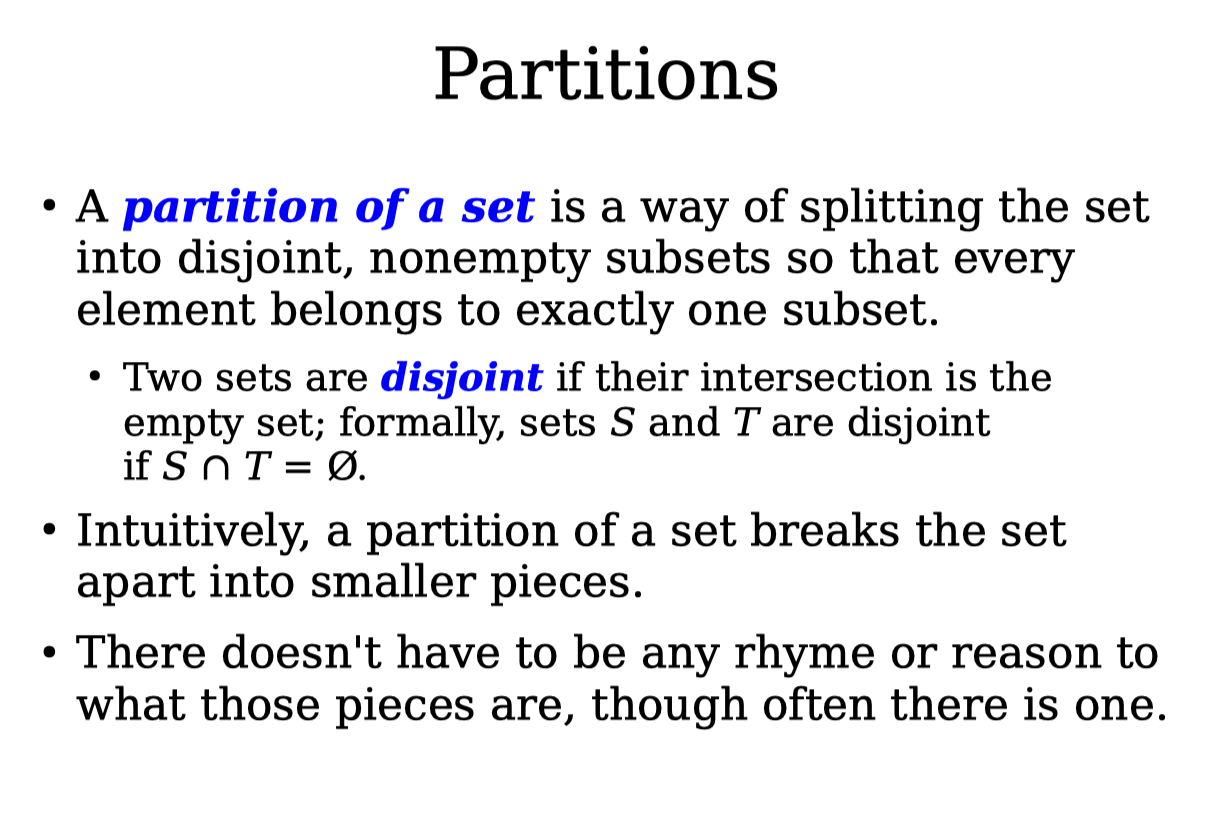 Partitions
• A partition of a set is a way of splitting the set
into disjoint, nonempty subsets so that every
element belongs to exactly one subset.
• Two sets are disjoint if their intersection is the
empty set; formally, sets S and T are disjoint
if S ∩ T = Ø.
• Intuitively, a partition of a set breaks the set
apart into smaller pieces.
• There doesn't have to be any rhyme or reason to
what those pieces are, though often there is one.